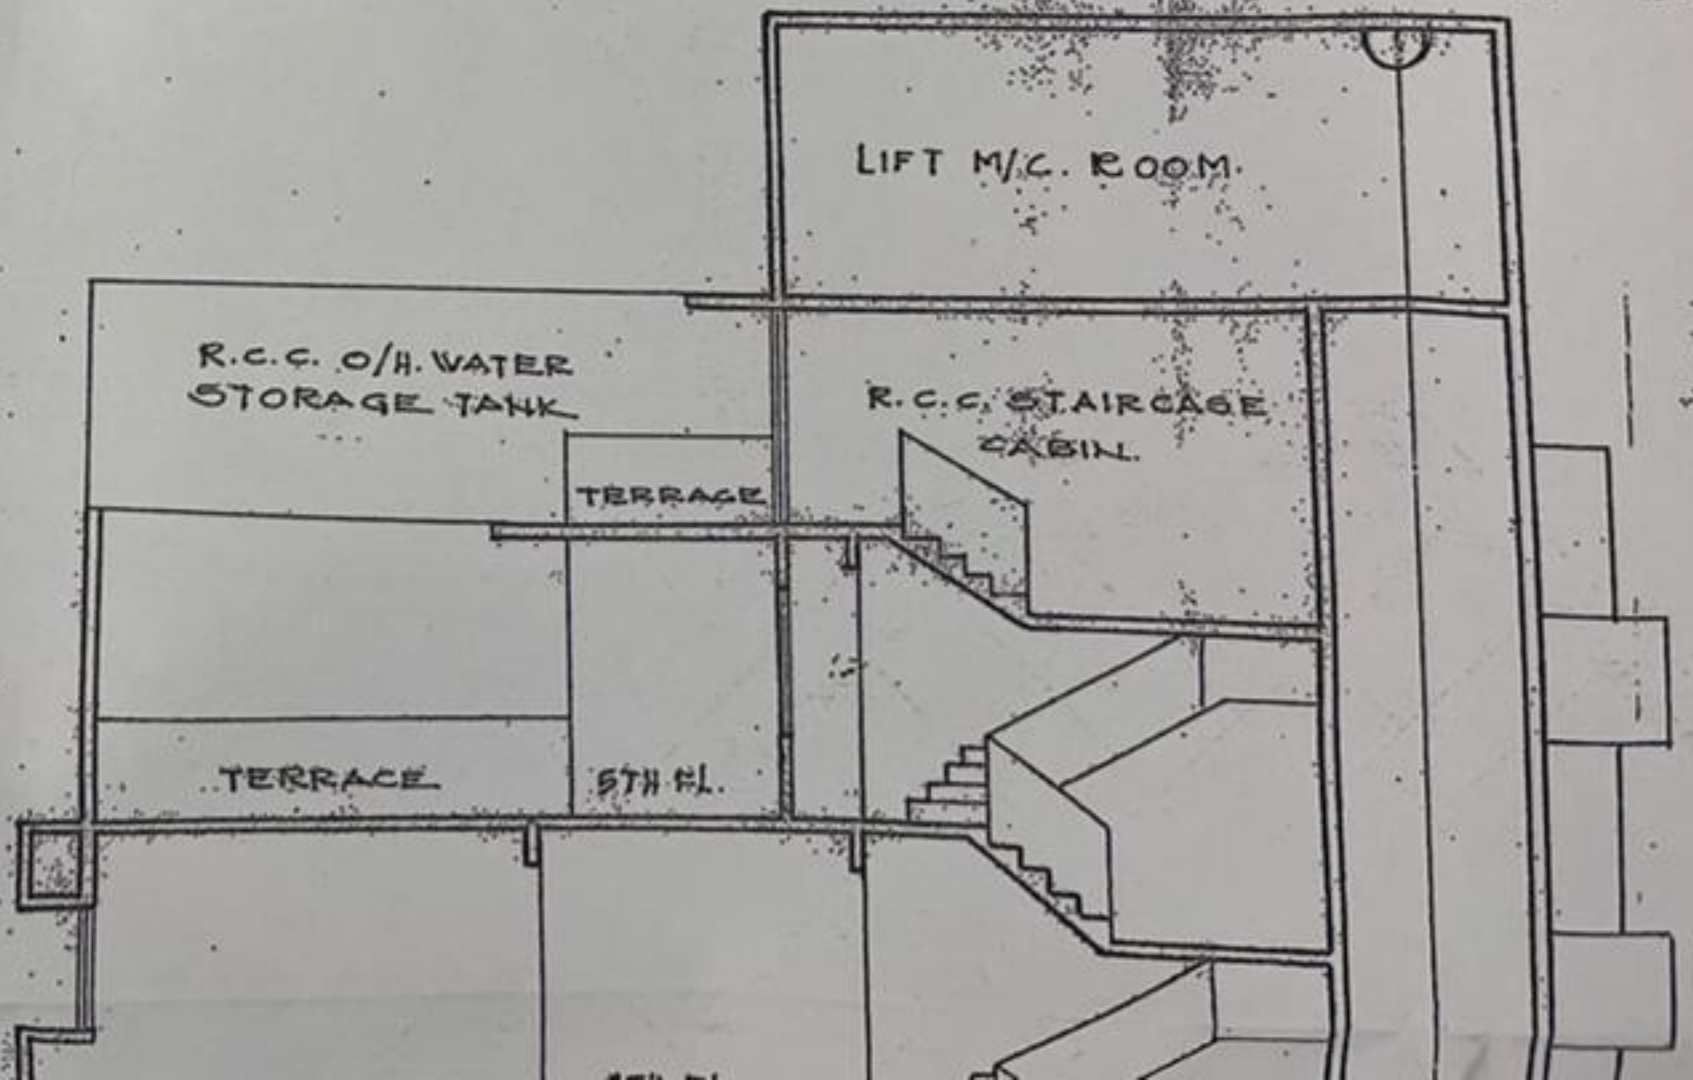 LIFT M/C. ROOM.
R.C.C. O/H. WATER
STORAGE TANK
R.C.C. STAIRCASE
CABIN.
TERRACE
TERRACE
5TH FL.